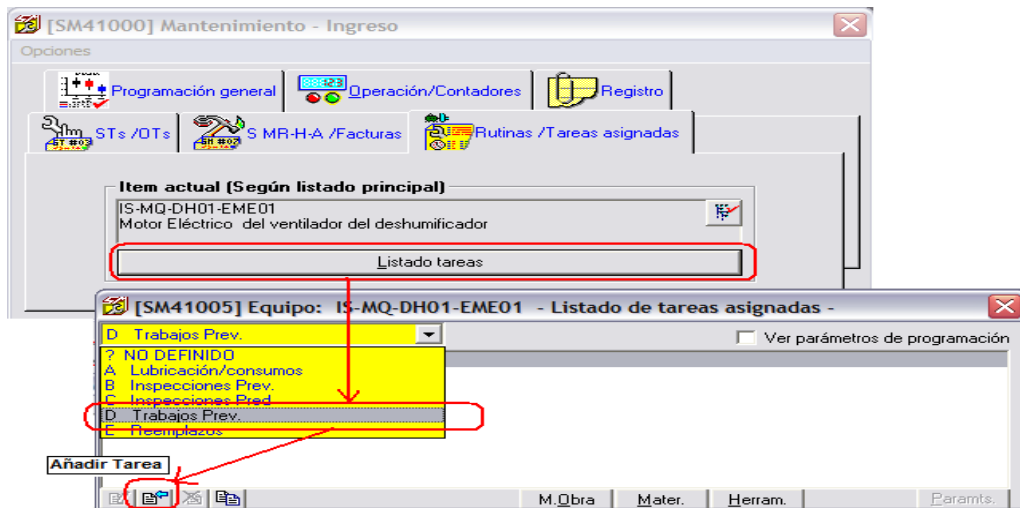 [SM41000] Mantenimiento - Ingreso
Opciones
Programación general
Operación/Contadores
Registro
STs /OTs
S MR-H-A /Facturas
Rutinas /Tareas asignadas
Item actual (Según listado principal)
IS-MQ-DH01-EME01
Motor Eléctrico del ventilador del deshumificador
Listado tareas
[SM41005] Equipo: IS-MQ-DH01-EME01 - Listado de tareas asignadas -
D Trabajos Prev.
Ver parámetros de programación
? NO DEFINIDO
A Lubricación/consumos
B Inspecciones Prev.
C Inspecciones Pred
D Trabajos Prev.
E Reemplazos
Añadir Tarea
M.Obra Mater. Herram. Paramts.